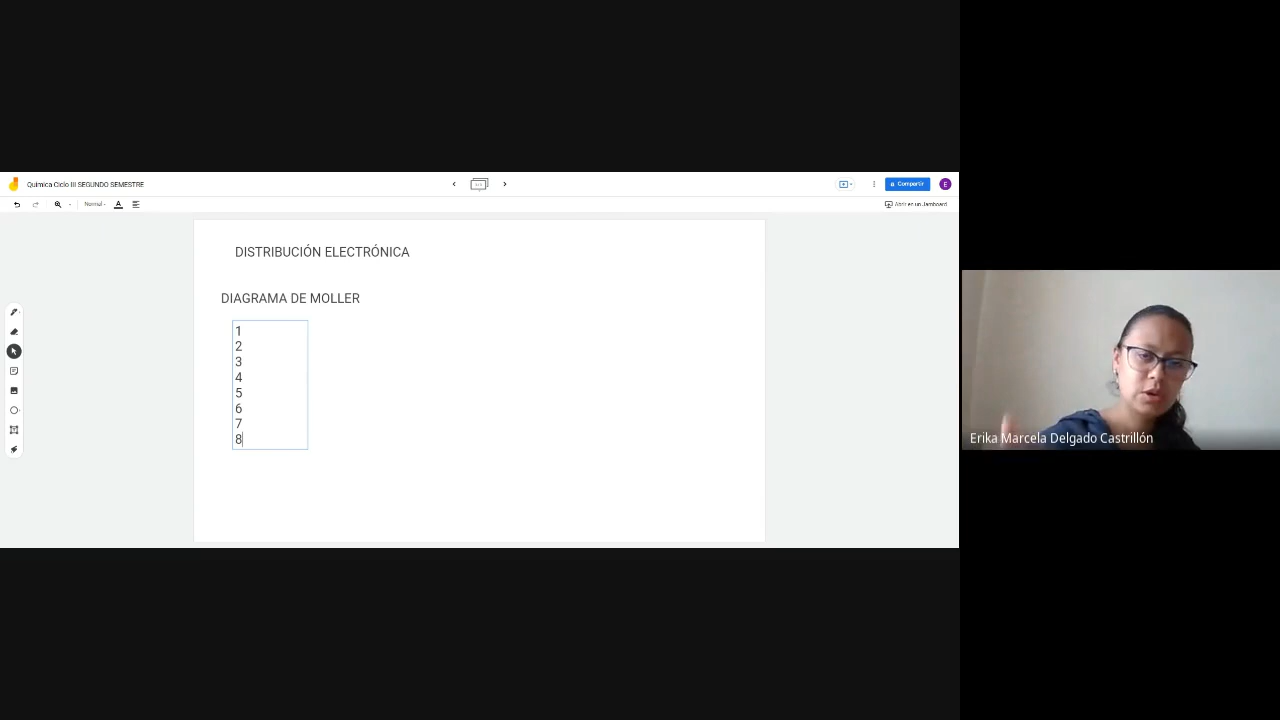 Química Ciclo III SEGUNDO SEMESTRE
Compartir
E
Normal
A
Abrir en un Jamboard
DISTRIBUCIÓN ELECTRÓNICA
DIAGRAMA DE MOLLER
1
2
3
4
5
6
7
8
Erika Marcela Delgado Castrillón